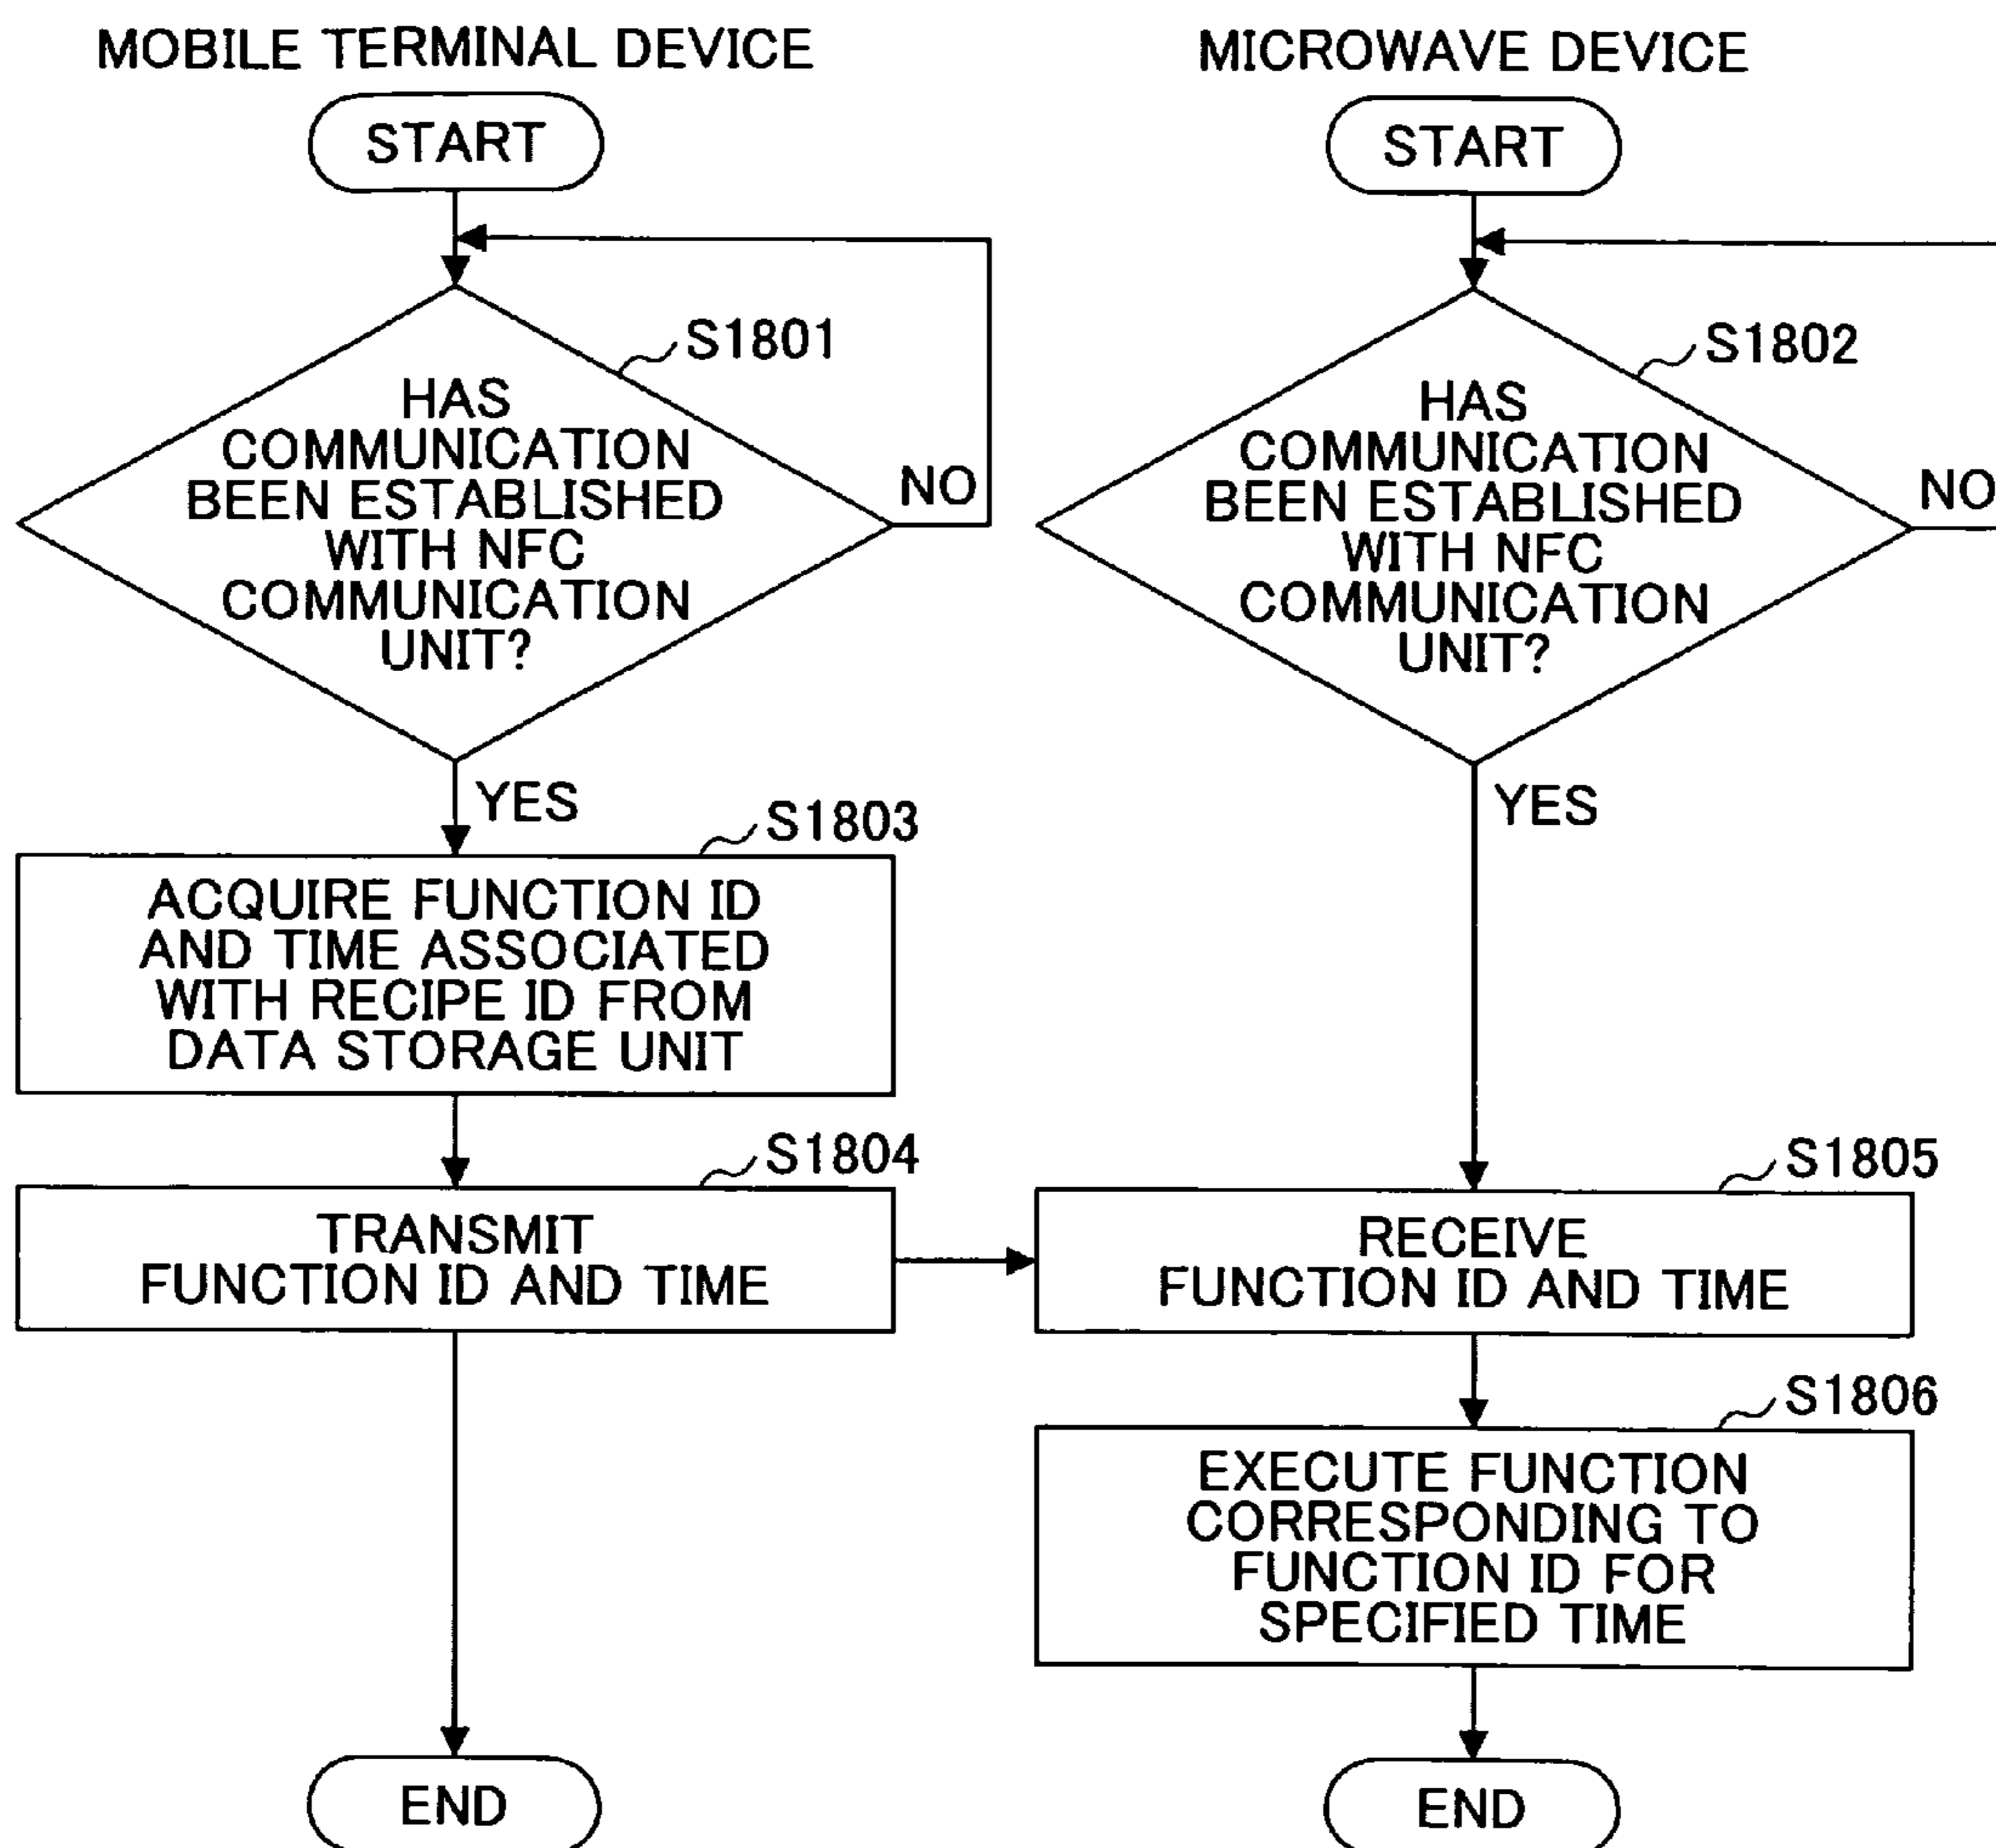 MOBILE TERMINAL DEVICE
START
S1801
HAS
COMMUNICATION
BEEN ESTABLISHED
WITH NFC
COMMUNICATION
UNIT?
NO
YES
S1803
ACQUIRE FUNCTION ID
AND TIME ASSOCIATED
WITH RECIPE ID FROM
DATA STORAGE UNIT
S1804
TRANSMIT
FUNCTION ID AND TIME
END
MICROWAVE DEVICE
START
S1802
HAS
COMMUNICATION
BEEN ESTABLISHED
WITH NFC
COMMUNICATION
UNIT?
NO
YES
S1805
RECEIVE
FUNCTION ID AND TIME
S1806
EXECUTE FUNCTION
CORRESPONDING TO
FUNCTION ID FOR
SPECIFIED TIME
END